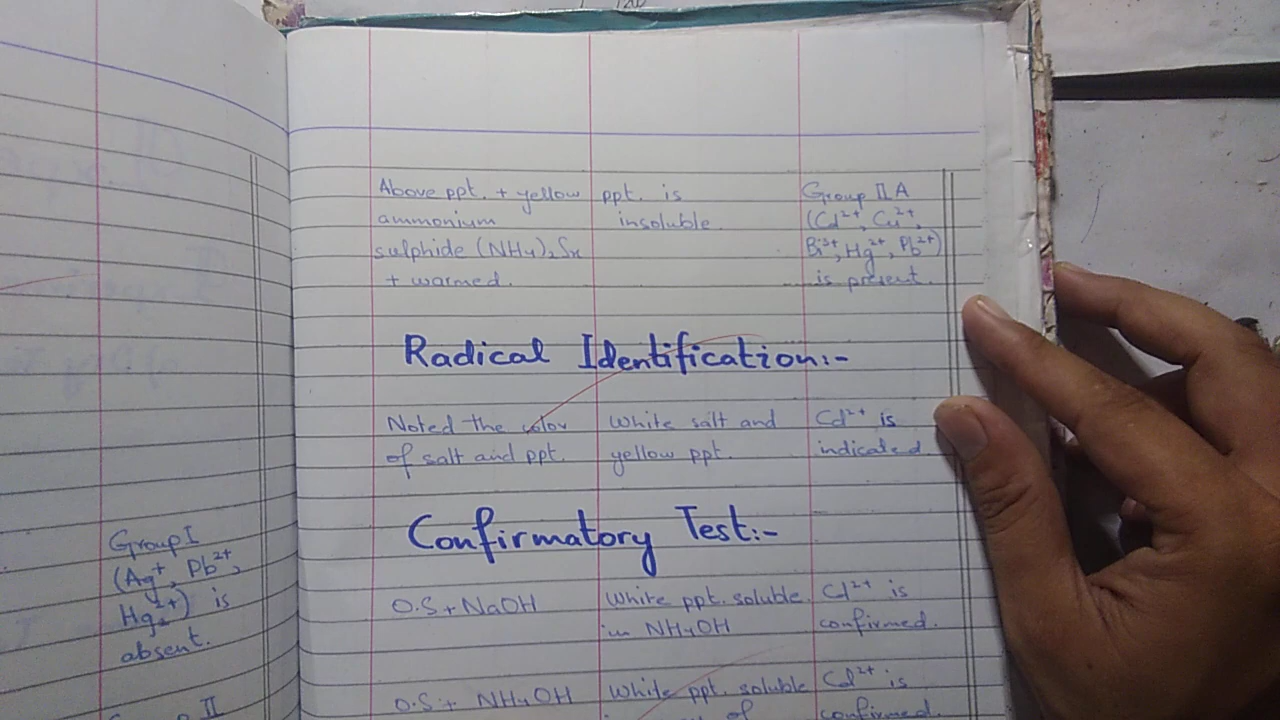 Group I
(Ag⁺, Pb²⁺,
Hg₂²⁺) is
absent.
II
Above ppt. + yellow ppt. is Group II A
ammonium insoluble. (Cd²⁺, Cu²⁺,
sulphide (NH4)2Sx Bi³⁺, Hg²⁺, Pb²⁺)
+ warmed. is present.
Radical Identification:-
Noted the color White salt and Cd²⁺ is
of salt and ppt. yellow ppt. indicated.
Confirmatory Test:-
O.S + NaOH White ppt. soluble Cd²⁺ is
in NH4OH confirmed.
O.S + NH4OH White ppt. soluble Cd²⁺ is
of confirmed.